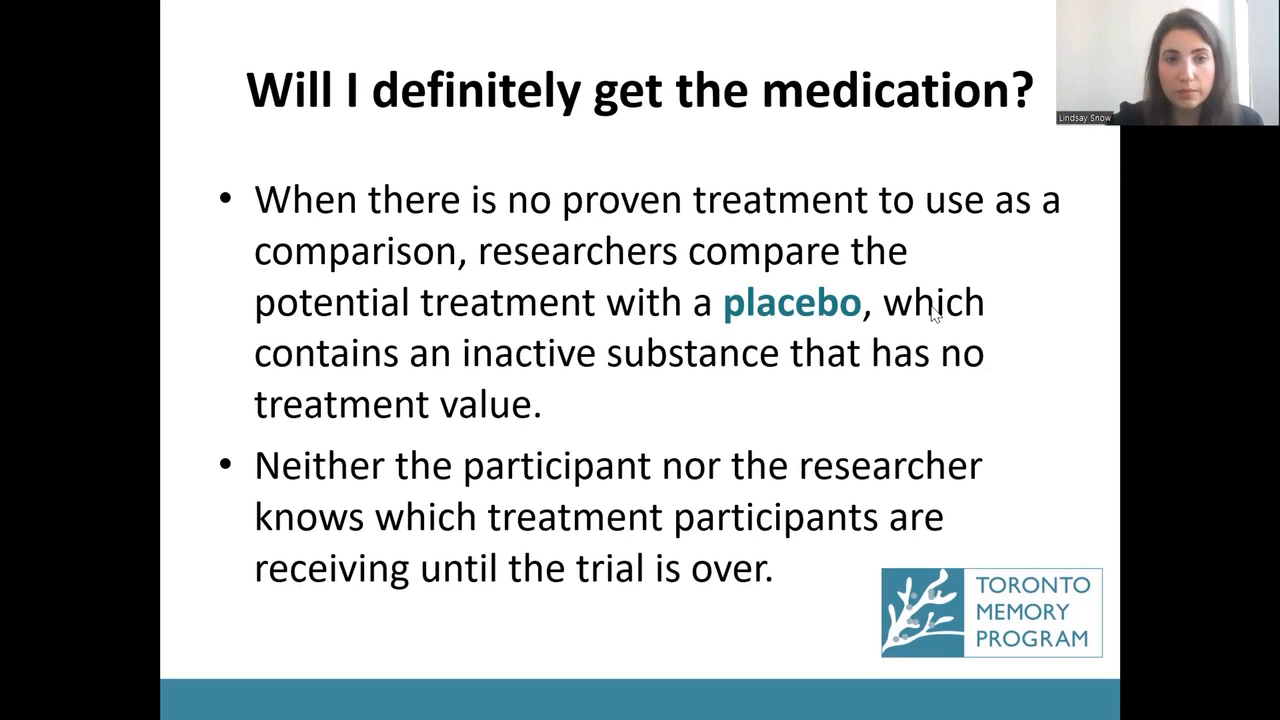 Will I definitely get the medication?
Lindsay Snow
• When there is no proven treatment to use as a
comparison, researchers compare the
potential treatment with a placebo, which
contains an inactive substance that has no
treatment value.
• Neither the participant nor the researcher
knows which treatment participants are
receiving until the trial is over.
TORONTO
MEMORY
PROGRAM